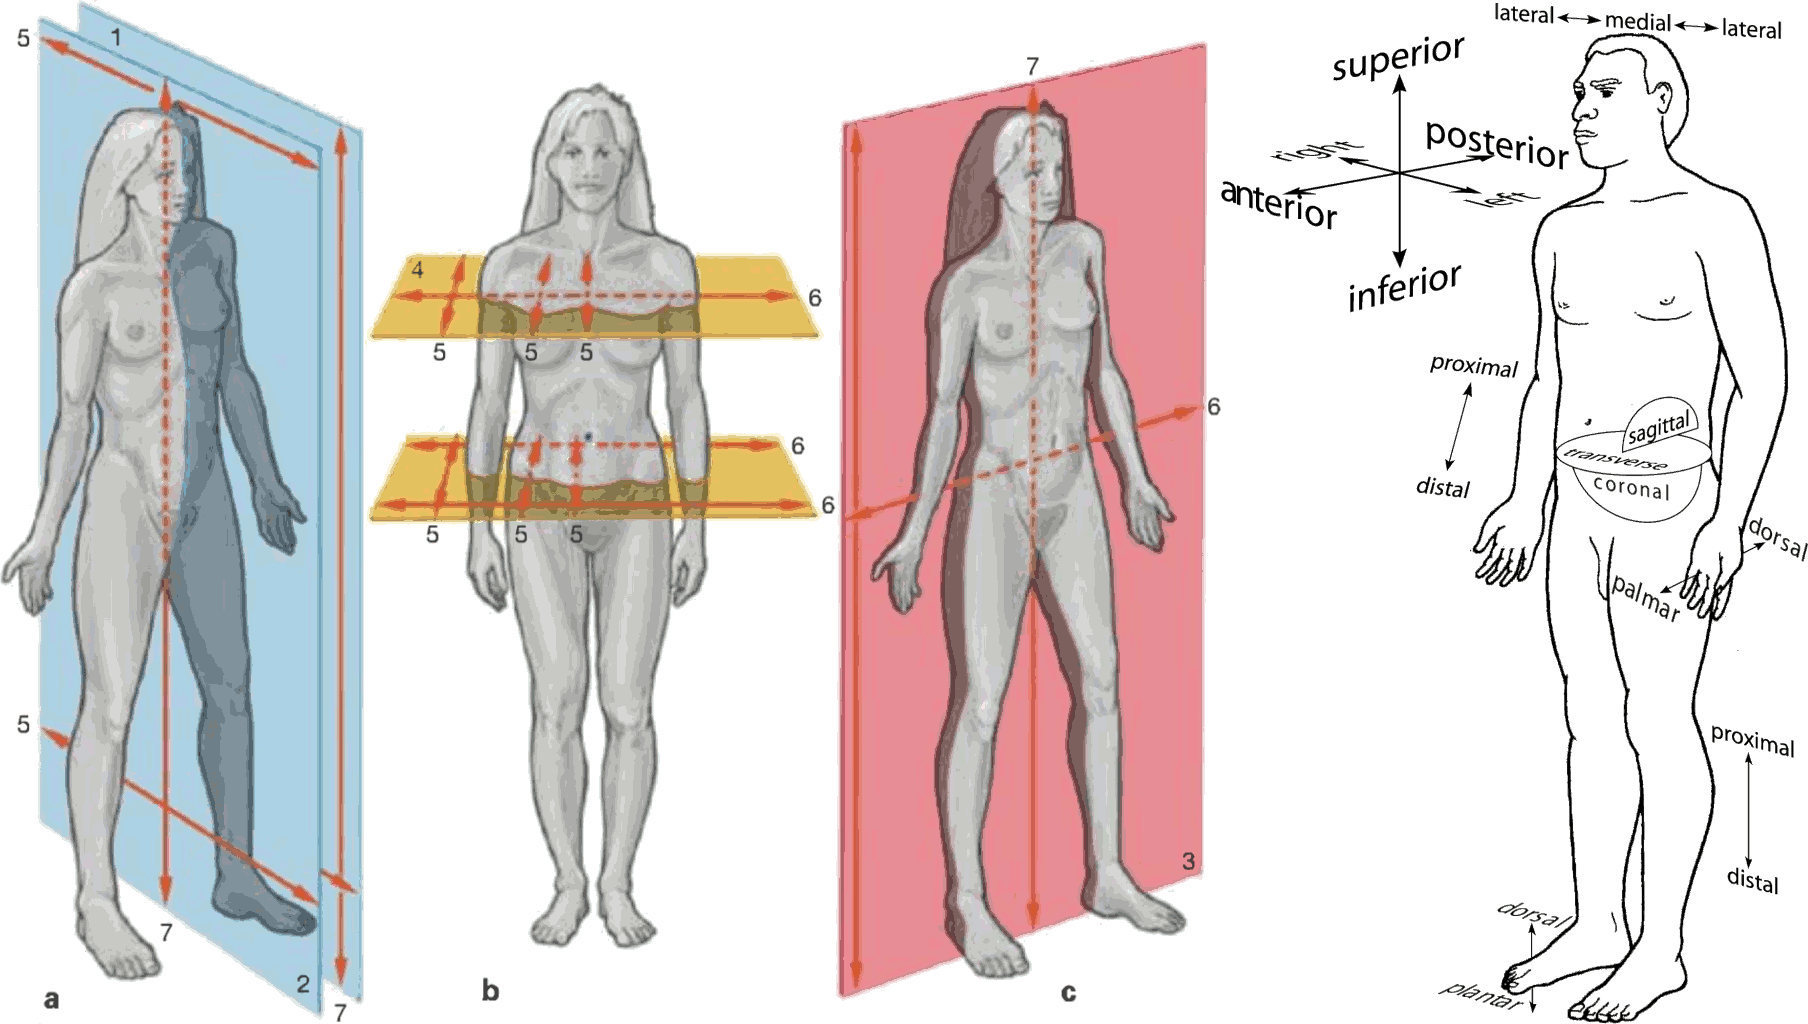 5
1
5
7
2
7
a
4
6
5
5
5
6
6
5
5
5
b
7
6
3
c
lateral medial lateral
superior
right
posterior
anterior
left
inferior
proximal
distal
sagittal
transverse
coronal
dorsal
palmar
proximal
distal
dorsal
plantar